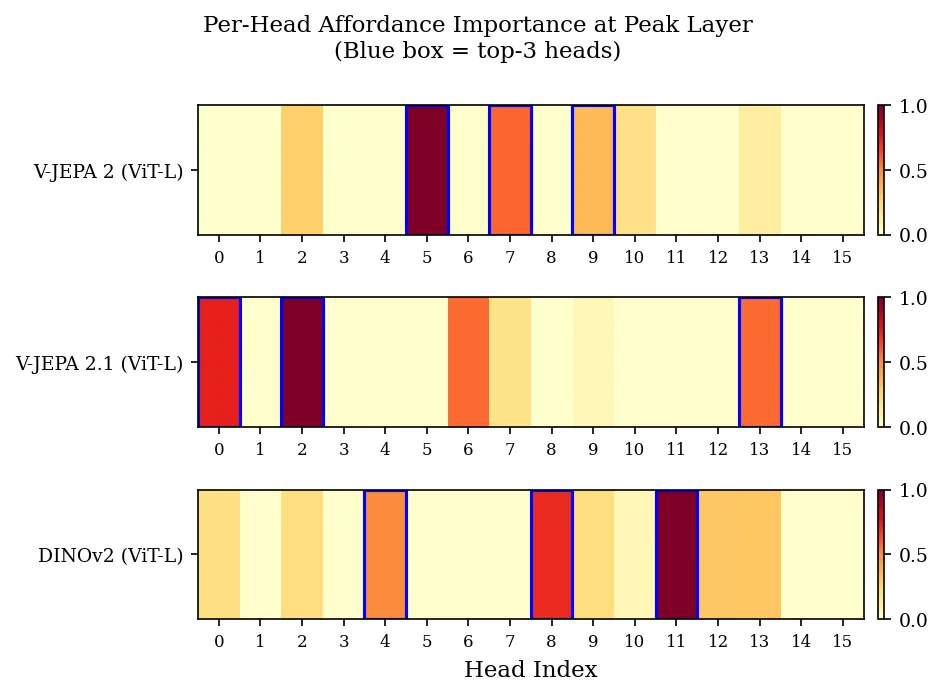 Per-Head Affordance Importance at Peak Layer
(Blue box = top-3 heads)
V-JEPA 2 (ViT-L)
1.0
0.5
0.0
0 1 2 3 4 5 6 7 8 9 10 11 12 13 14 15
V-JEPA 2.1 (ViT-L)
1.0
0.5
0.0
0 1 2 3 4 5 6 7 8 9 10 11 12 13 14 15
DINOv2 (ViT-L)
1.0
0.5
0.0
0 1 2 3 4 5 6 7 8 9 10 11 12 13 14 15
Head Index